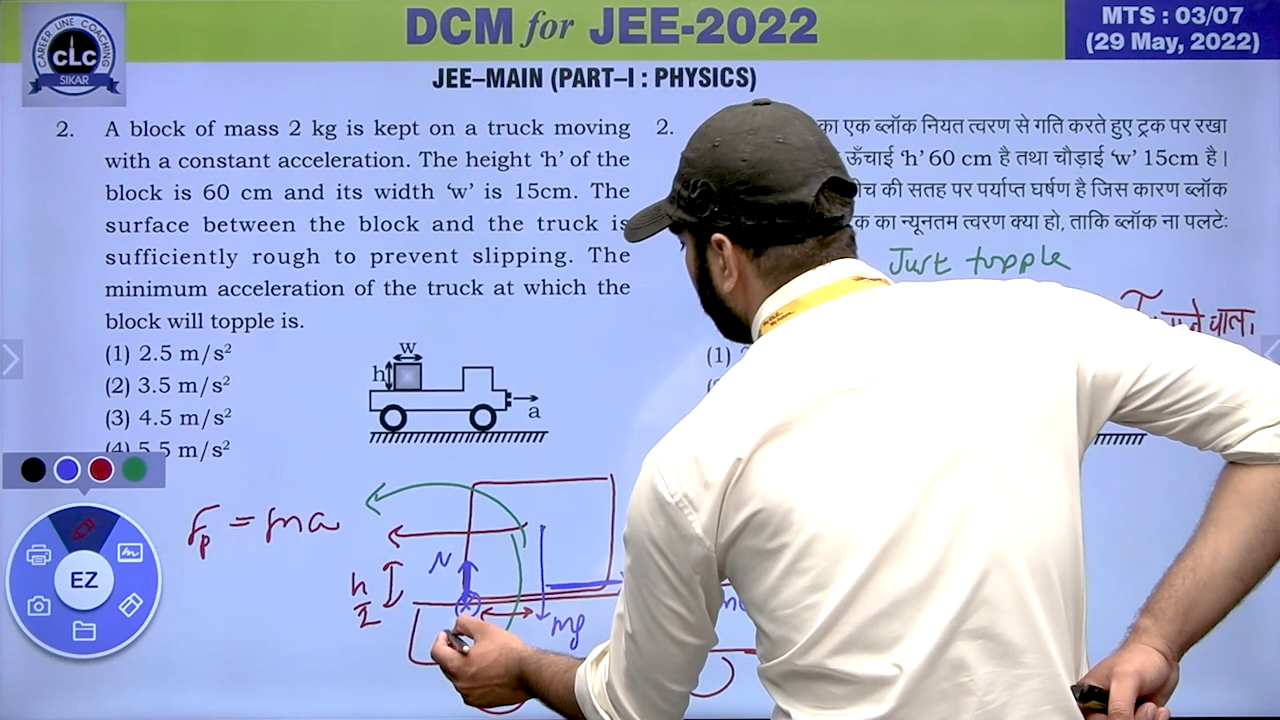 DCM for JEE-2022
MTS : 03/07
(29 May, 2022)
CAREER LINE COACHING
CLC
SIKAR
JEE–MAIN (PART–I : PHYSICS)
2. A block of mass 2 kg is kept on a truck moving
with a constant acceleration. The height 'h' of the
block is 60 cm and its width 'w' is 15cm. The
surface between the block and the truck is
sufficiently rough to prevent slipping. The
minimum acceleration of the truck at which the
block will topple is.
(1) 2.5 m/s²
(2) 3.5 m/s²
(3) 4.5 m/s²
(4) 5.5 m/s²
w
h
a
2. का एक ब्लॉक नियत त्वरण से गति करते हुए ट्रक पर रखा
ऊँचाई 'h' 60 cm है तथा चौड़ाई 'w' 15cm है।
की सतह पर पर्याप्त घर्षण है जिस कारण ब्लॉक
का न्यूनतम त्वरण क्या हो, ताकि ब्लॉक ना पलटे:
Just topple
(1)
EZ
Fp = ma
N
h/2
mg